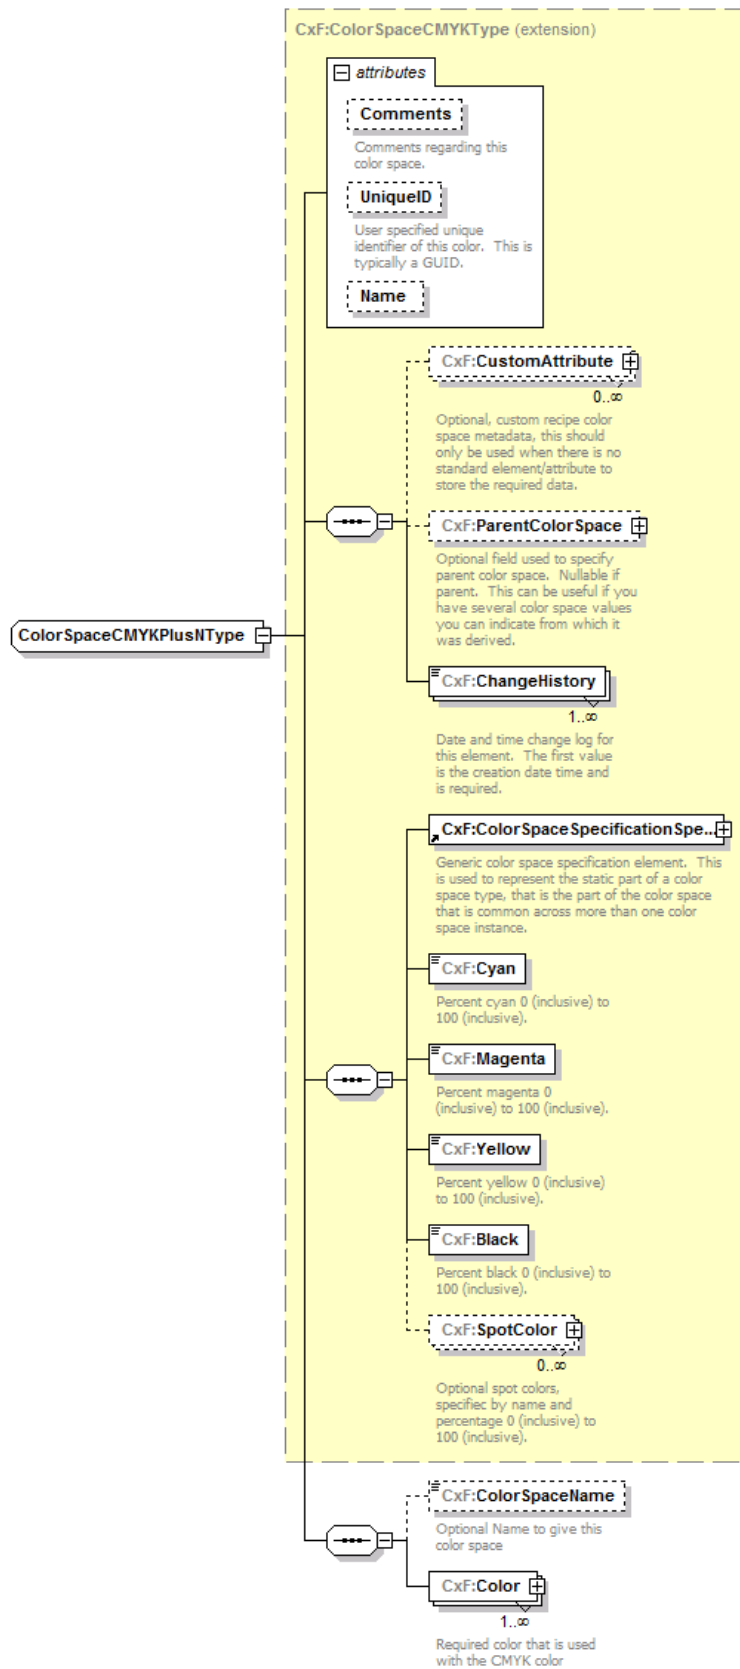 CxF:ColorSpaceCMYKType (extension)
attributes
Comments
Comments regarding this
color space.
UniqueID
User specified unique
identifier of this color.  This is
typically a GUID.
Name
CxF:CustomAttribute
0..∞
Optional, custom recipe color
space metadata, this should
only be used when there is no
standard element/attribute to
store the required data.
CxF:ParentColorSpace
Optional field used to specify
parent color space.  Nullable if
parent.  This can be useful if you
have several color space values
you can indicate from which it
was derived.
ColorSpaceCMYKPlusNType
CxF:ChangeHistory
1..∞
Date and time change log for
this element.  The first value
is the creation date time and
is required.
CxF:ColorSpaceSpecificationSpe...
Generic color space specification element.  This
is used to represent the static part of a color
space type, that is the part of the color space
that is common across more than one color
space instance.
CxF:Cyan
Percent cyan 0 (inclusive) to
100 (inclusive).
CxF:Magenta
Percent magenta 0
(inclusive) to 100 (inclusive).
CxF:Yellow
Percent yellow 0 (inclusive)
to 100 (inclusive).
CxF:Black
Percent black 0 (inclusive) to
100 (inclusive).
CxF:SpotColor
0..∞
Optional spot colors,
specifiec by name and
percentage 0 (inclusive) to
100 (inclusive).
CxF:ColorSpaceName
Optional Name to give this
color space
CxF:Color
1..∞
Required color that is used
with the CMYK color